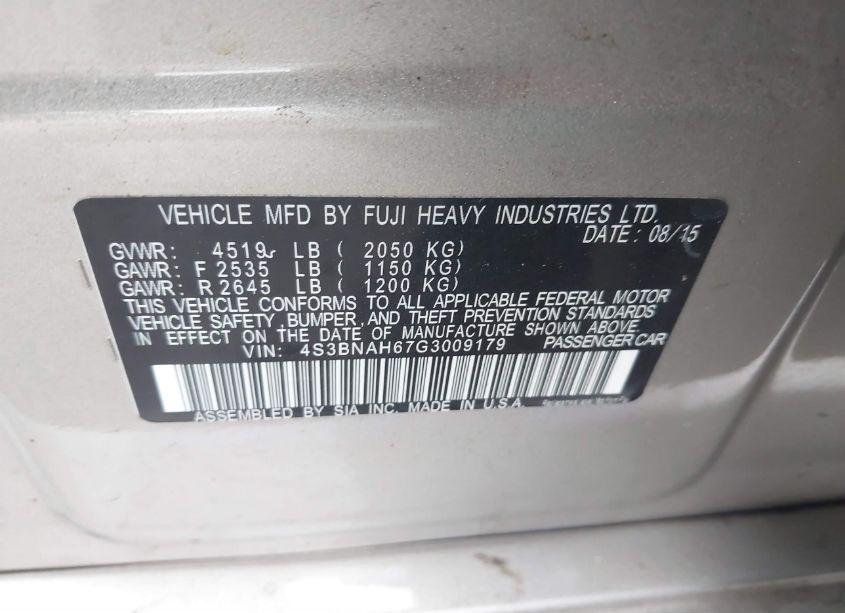 VEHICLE MFD BY FUJI HEAVY INDUSTRIES LTD.
DATE: 08/15
GVWR: 4519 LB ( 2050 KG)
GAWR: F 2535 LB ( 1150 KG)
GAWR: R 2645 LB ( 1200 KG)
THIS VEHICLE CONFORMS TO ALL APPLICABLE FEDERAL MOTOR
VEHICLE SAFETY, BUMPER, AND THEFT PREVENTION STANDARDS
IN EFFECT ON THE DATE OF MANUFACTURE SHOWN ABOVE.
VIN: 4S3BNAH67G3009179 PASSENGER CAR
ASSEMBLED BY SIA INC. MADE IN U.S.A.